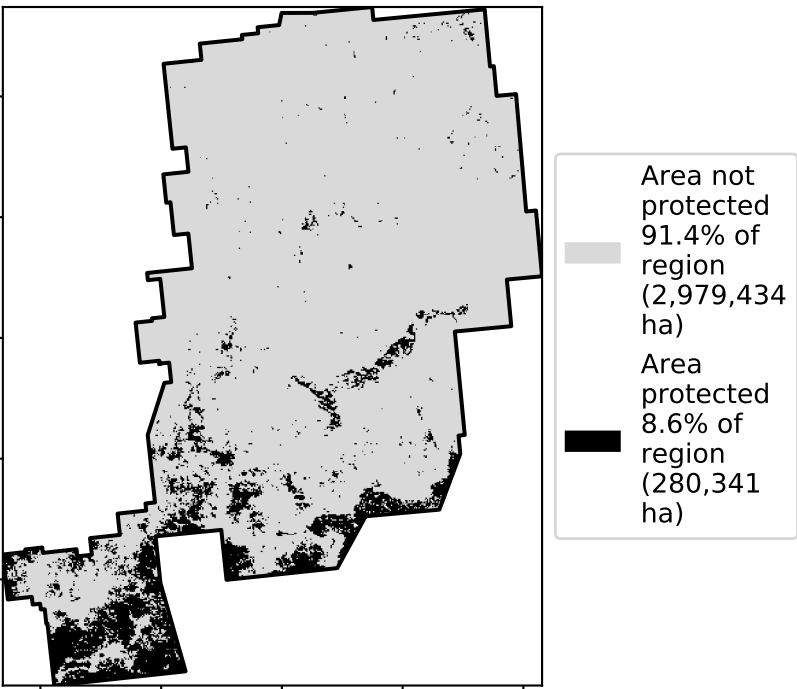 Area not
protected
91.4% of
region
(2,979,434
ha)
Area
protected
8.6% of
region
(280,341
ha)